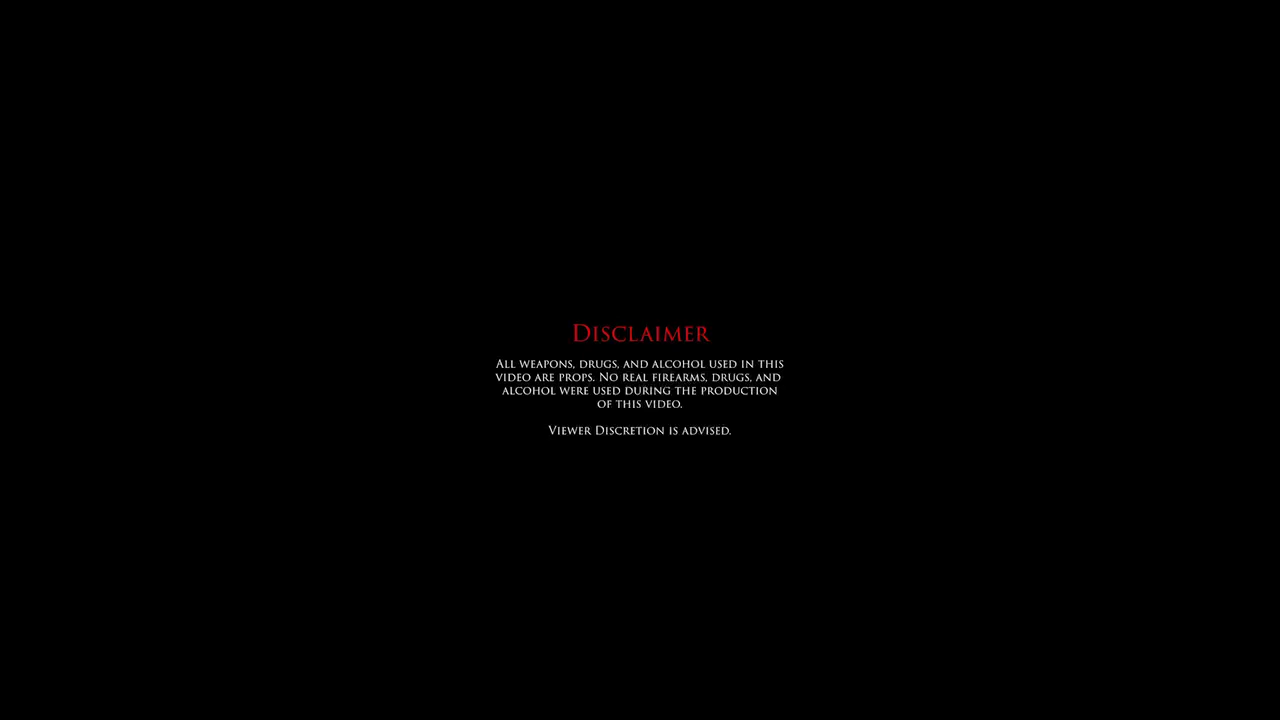 Disclaimer
All weapons, drugs, and alcohol used in this
video are props. No real firearms, drugs, and
alcohol were used during the production
of this video.
Viewer Discretion is advised.